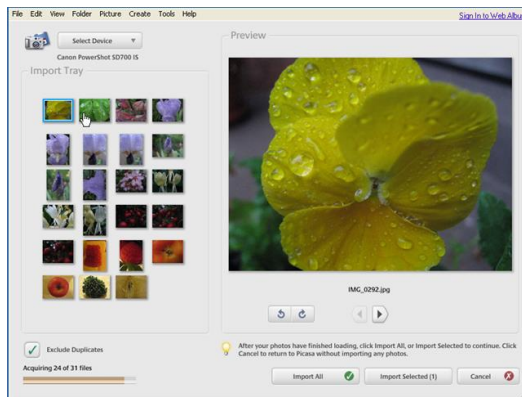 File Edit View Folder Picture Create Tools Help
Sign In to Web Albu
Select Device
Canon PowerShot SD700 IS
Import Tray
Preview
IMG_0292.jpg
After your photos have finished loading, click Import All, or Import Selected to continue. Click
Cancel to return to Picasa without importing any photos.
Exclude Duplicates
Acquiring 24 of 31 files
Import All
Import Selected (1)
Cancel